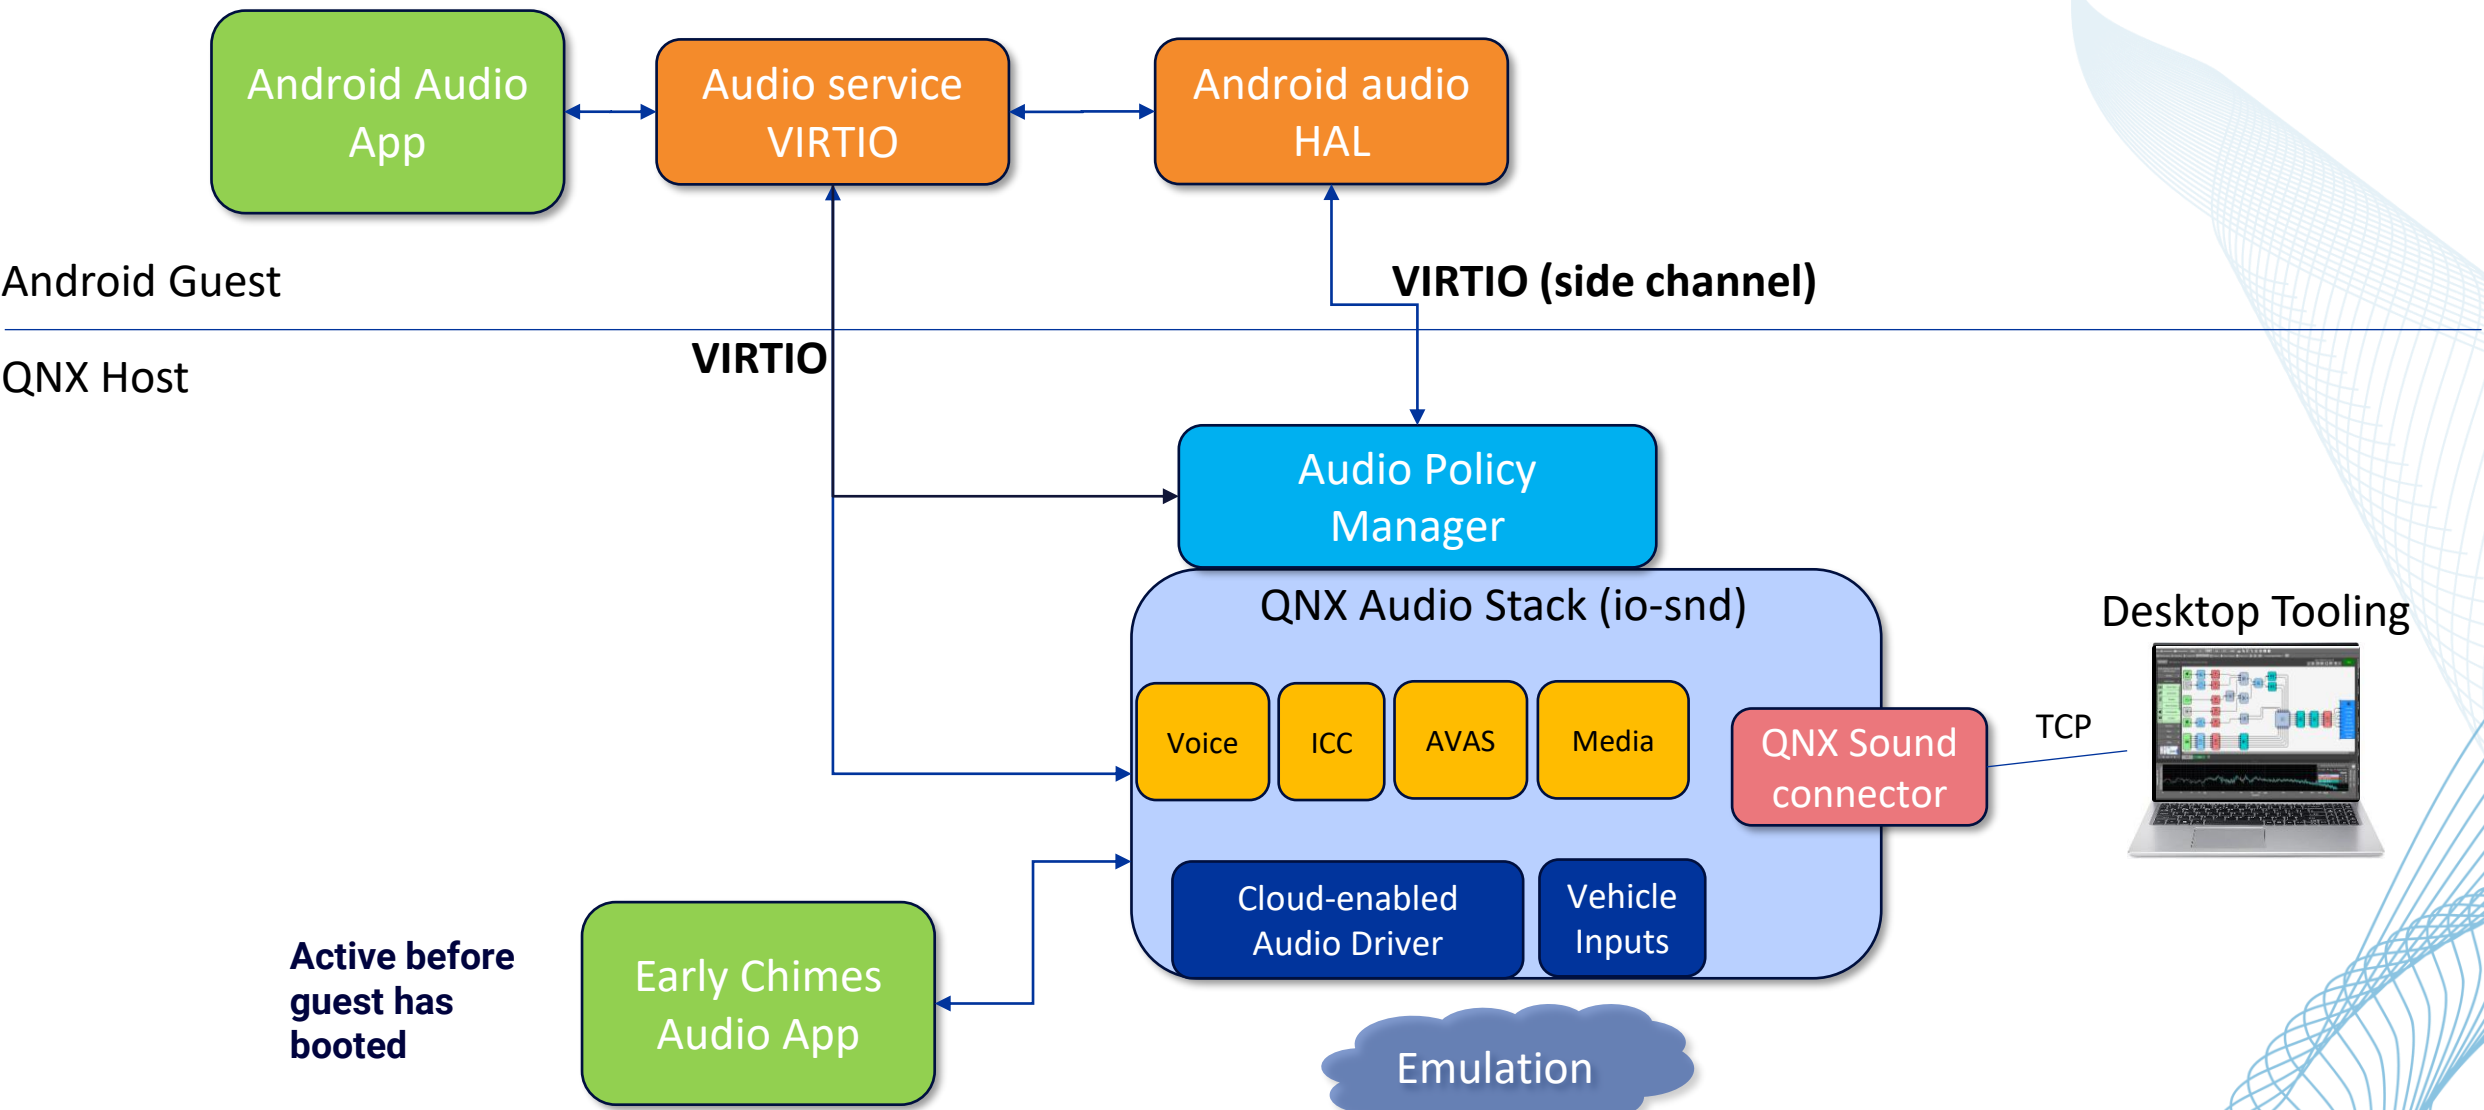 Android Audio
App
Audio service
VIRTIO
Android audio
HAL
Android Guest
VIRTIO (side channel)
VIRTIO
QNX Host
Audio Policy
Manager
QNX Audio Stack (io-snd)
Desktop Tooling
Voice
ICC
AVAS
Media
QNX Sound
connector
TCP
Cloud-enabled
Audio Driver
Vehicle
Inputs
Active before
guest has
booted
Early Chimes
Audio App
Emulation